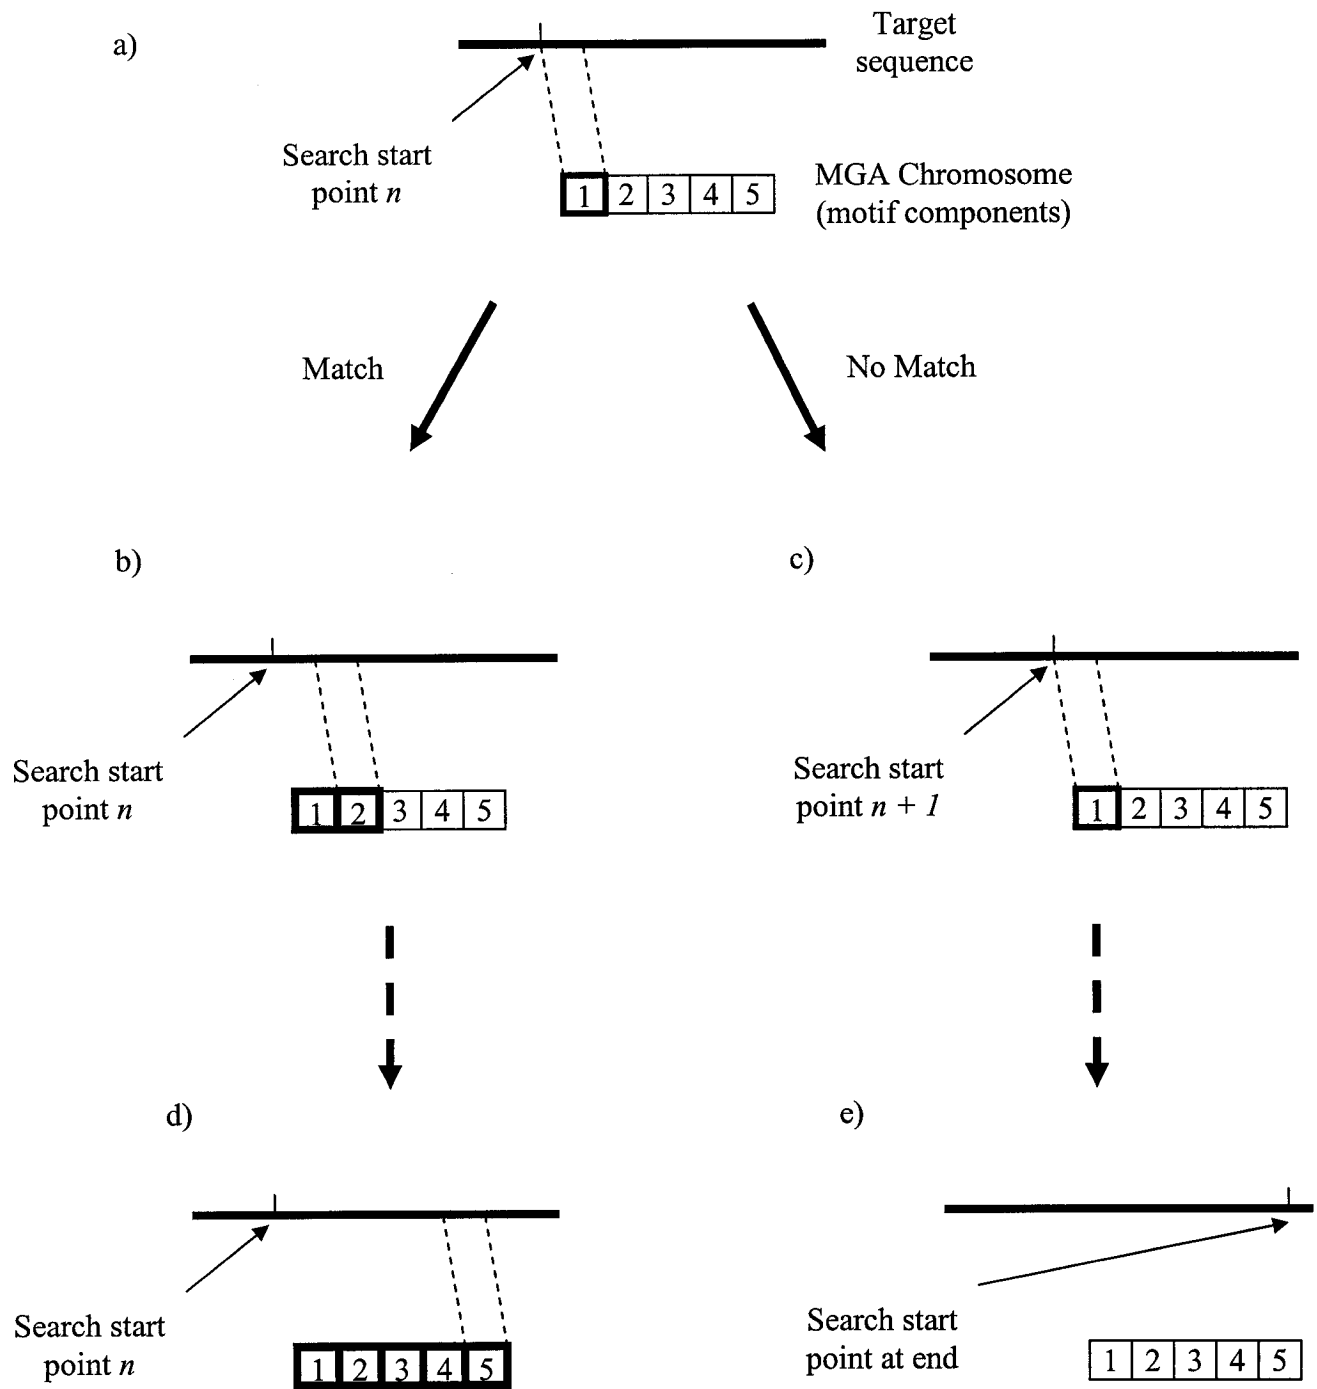 a)
Target
sequence
Search start
point n
1 2 3 4 5
MGA Chromosome
(motif components)
Match
No Match
b)
c)
Search start
point n
1 2 3 4 5
Search start
point n + 1
1 2 3 4 5
d)
e)
Search start
point n
1 2 3 4 5
Search start
point at end
1 2 3 4 5